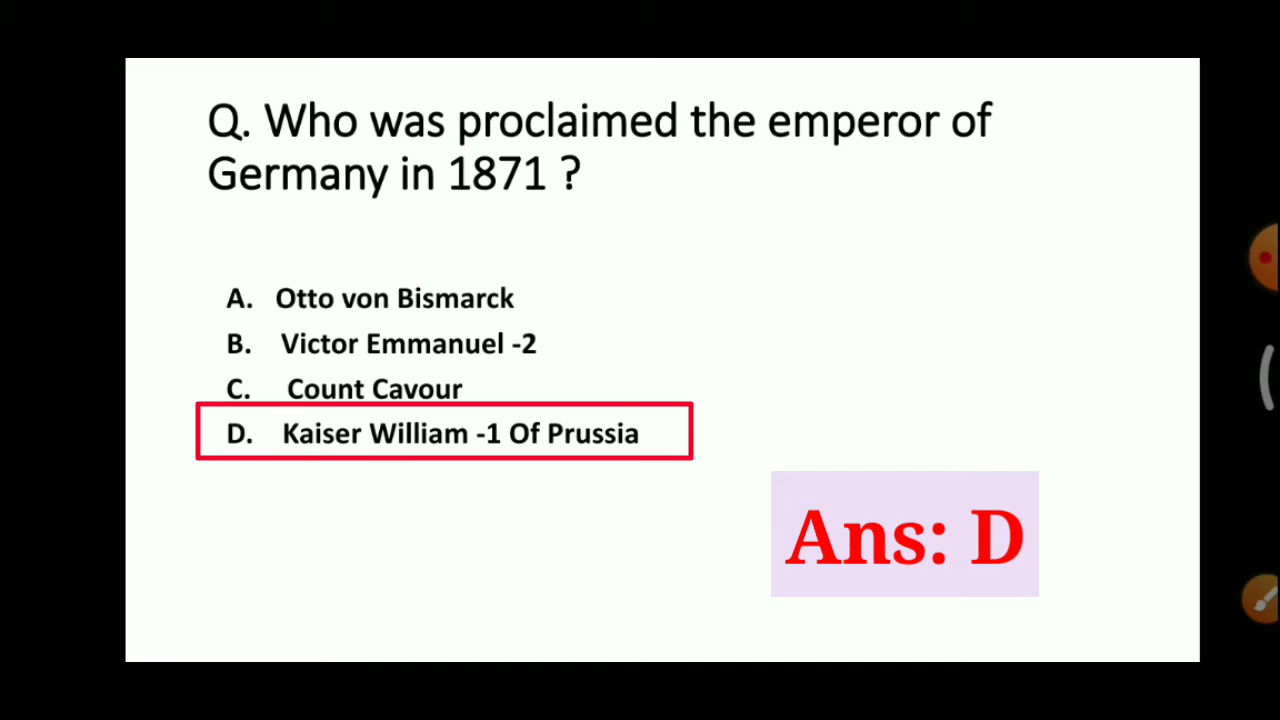 Q. Who was proclaimed the emperor of
Germany in 1871 ?
A. Otto von Bismarck
B. Victor Emmanuel -2
C. Count Cavour
D. Kaiser William -1 Of Prussia
Ans: D